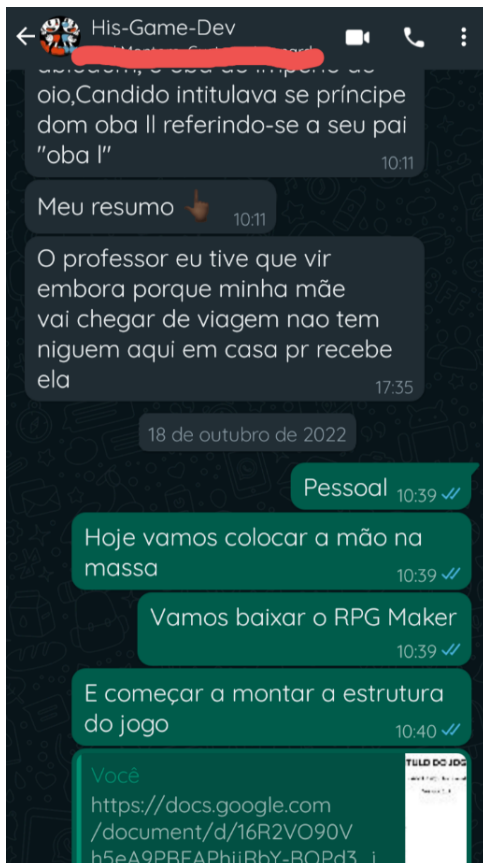 His-Game-Dev
oio,Candido intitulava se príncipe
dom oba ll referindo-se a seu pai
"oba l"
10:11
Meu resumo
10:11
O professor eu tive que vir
embora porque minha mãe
vai chegar de viagem nao tem
niguem aqui em casa pr recebe
ela
17:35
18 de outubro de 2022
Pessoal 10:39
Hoje vamos colocar a mão na
massa
10:39
Vamos baixar o RPG Maker
10:39
E começar a montar a estrutura
do jogo
10:40
Você
https://docs.google.com
/document/d/16R2VO90V
TULO DO JOG